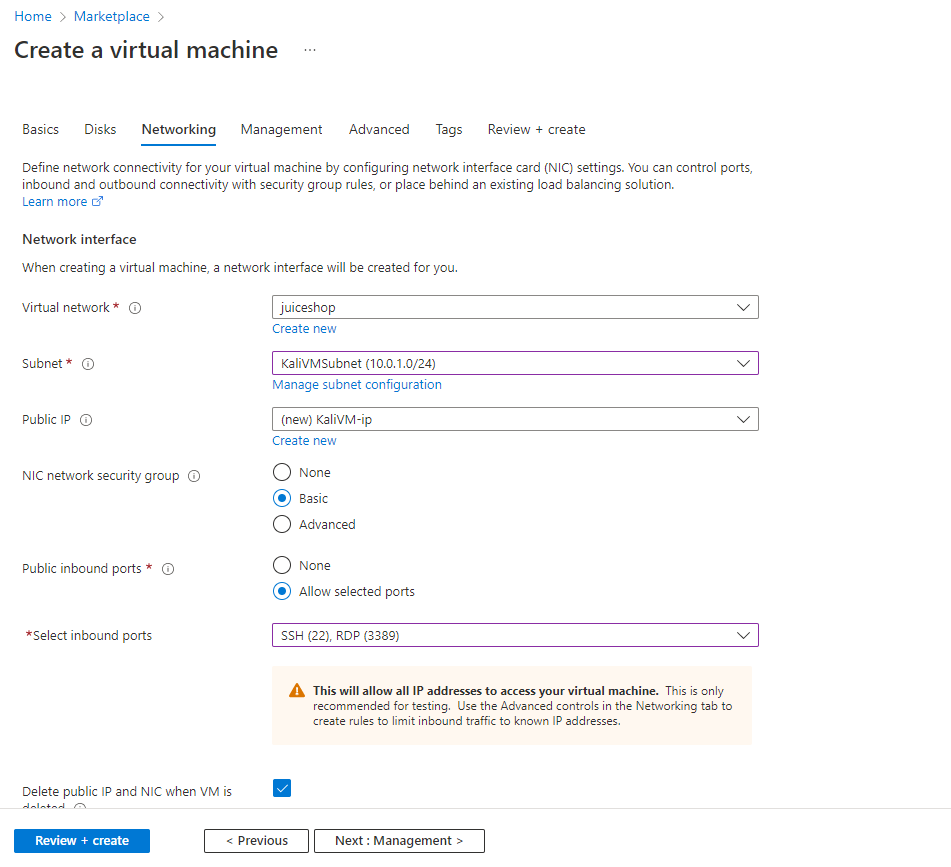 Home > Marketplace >
Create a virtual machine ...
Basics Disks Networking Management Advanced Tags Review + create
Define network connectivity for your virtual machine by configuring network interface card (NIC) settings. You can control ports,
inbound and outbound connectivity with security group rules, or place behind an existing load balancing solution.
Learn more
Network interface
When creating a virtual machine, a network interface will be created for you.
Virtual network * juiceshop
Create new
Subnet * KaliVMSubnet (10.0.1.0/24)
Manage subnet configuration
Public IP (new) KaliVM-ip
Create new
NIC network security group None
Basic
Advanced
Public inbound ports * None
Allow selected ports
*Select inbound ports SSH (22), RDP (3389)
This will allow all IP addresses to access your virtual machine. This is only
recommended for testing. Use the Advanced controls in the Networking tab to
create rules to limit inbound traffic to known IP addresses.
Delete public IP and NIC when VM is
deleted
Review + create < Previous Next : Management >